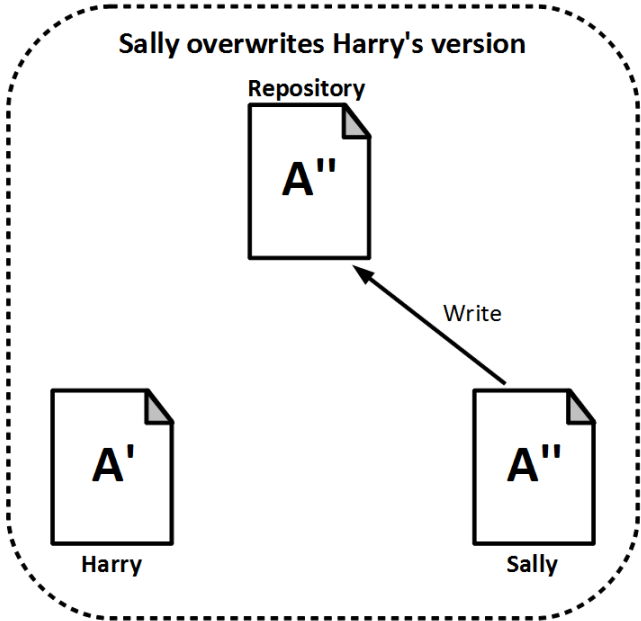 Sally overwrites Harry's version
Repository
A''
Write
A'
A''
Harry
Sally